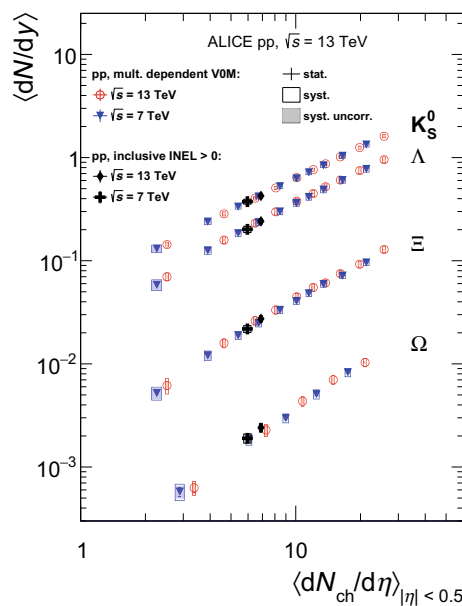 ALICE pp, √s = 13 TeV
pp, mult. dependent V0M:
√s = 13 TeV
√s = 7 TeV
stat.
syst.
syst. uncorr.
pp, inclusive INEL > 0:
√s = 13 TeV
√s = 7 TeV
K⁰_S
Λ
Ξ
Ω
⟨dN/dy⟩
10
1
10⁻¹
10⁻²
10⁻³
1
10
⟨dN_ch/dη⟩_|η| < 0.5